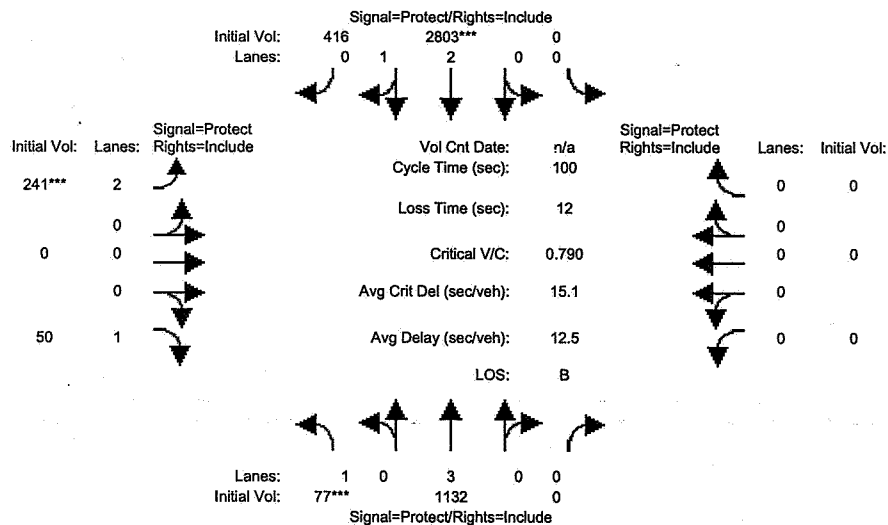 Signal=Protect/Rights=Include
Initial Vol: 416 2803*** 0
Lanes: 0 1 2 0 0
Signal=Protect
Rights=Include
Initial Vol: Lanes:
241*** 2
0
0 0
0
50 1
Vol Cnt Date: n/a
Cycle Time (sec): 100
Loss Time (sec): 12
Critical V/C: 0.790
Avg Crit Del (sec/veh): 15.1
Avg Delay (sec/veh): 12.5
LOS: B
Signal=Protect
Rights=Include
Lanes: Initial Vol:
0 0
0
0 0
0
0 0
Lanes: 1 0 3 0 0
Initial Vol: 77*** 1132 0
Signal=Protect/Rights=Include